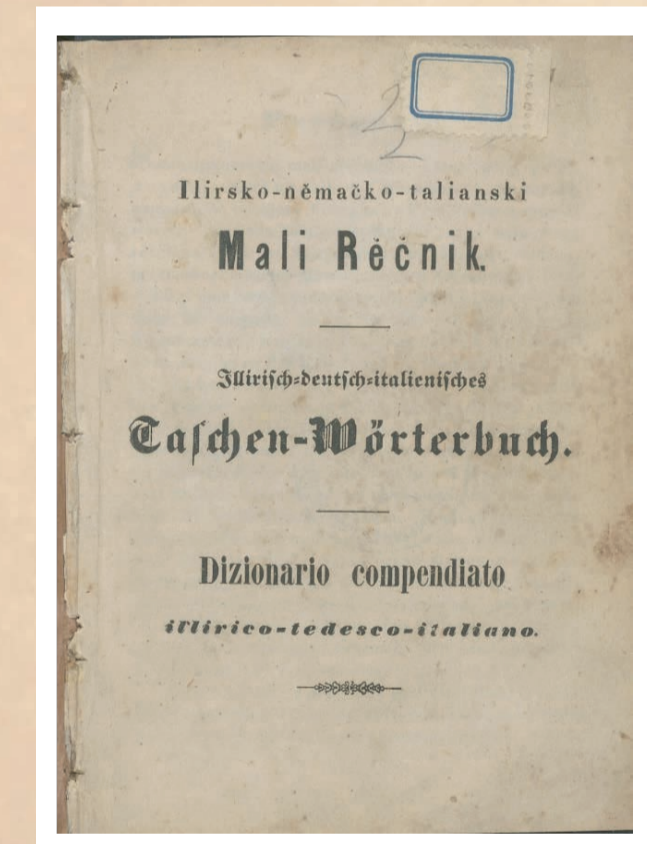 Ilirsko-němačko-talianski
Mali Rěčnik.
Illirisch-deutsch-italienisches
Taschen-Wörterbuch.
Dizionario compendiato
illirico-tedesco-italiano.